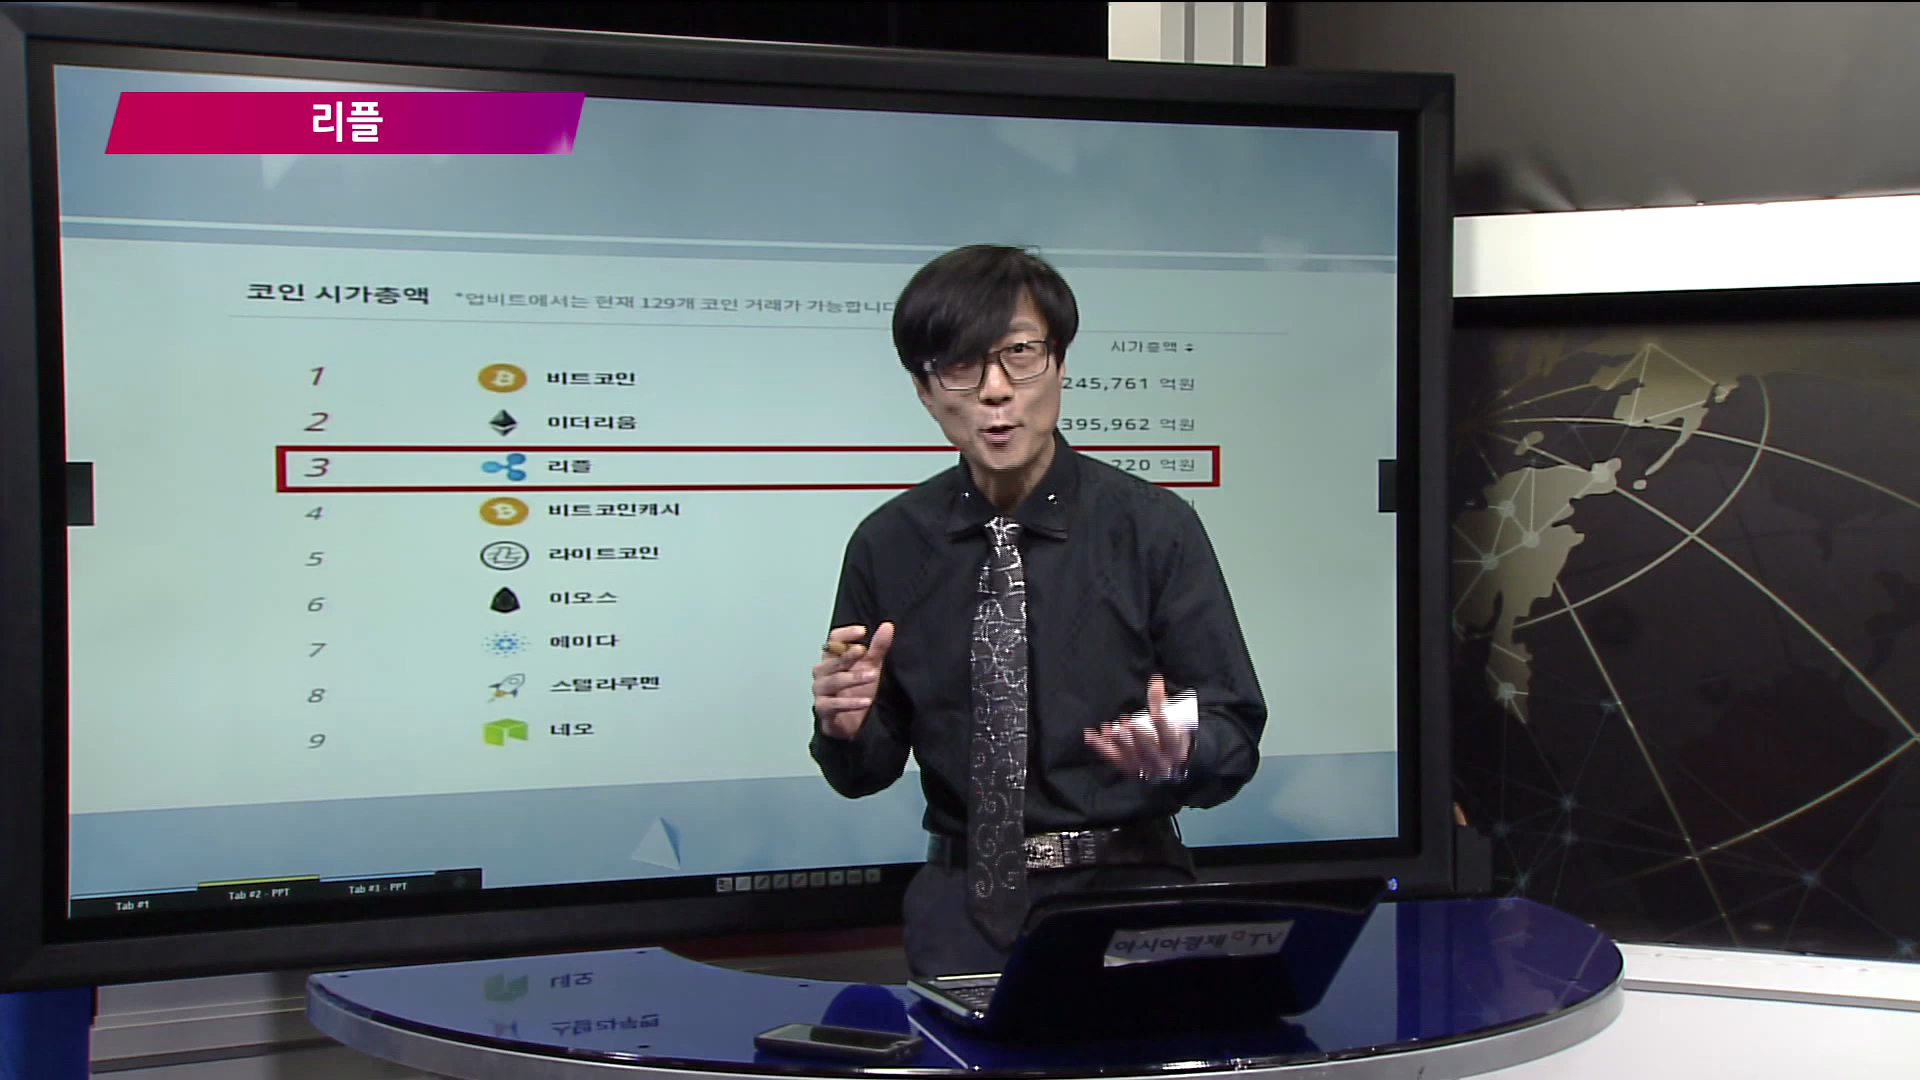 리플
코인 시가총액 *업비트에서는 현재 129개 코인 거래가 가능합니다
시가총액
1 비트코인 245,761 억원
2 이더리움 395,962 억원
3 리플 220 억원
4 비트코인캐시
5 라이트코인
6 이오스
7 에이다
8 스텔라루멘
9 네오
Tab #1 Tab #2 - PPT Tab #3 - PPT
아시아경제 TV